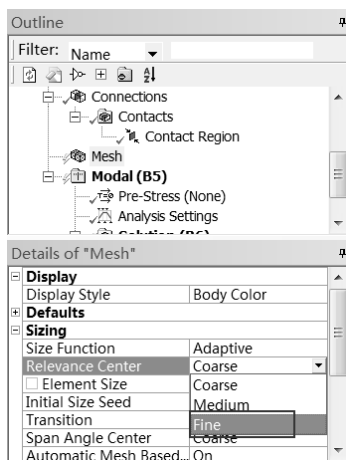 Outline
Filter: Name
Connections
Contacts
Contact Region
Mesh
Modal (B5)
Pre-Stress (None)
Analysis Settings
Solution (B6)
Details of "Mesh"
Display
Display Style Body Color
Defaults
Sizing
Size Function Adaptive
Relevance Center Coarse
Element Size Coarse
Initial Size Seed Medium
Transition Fine
Span Angle Center Coarse
Automatic Mesh Based... On